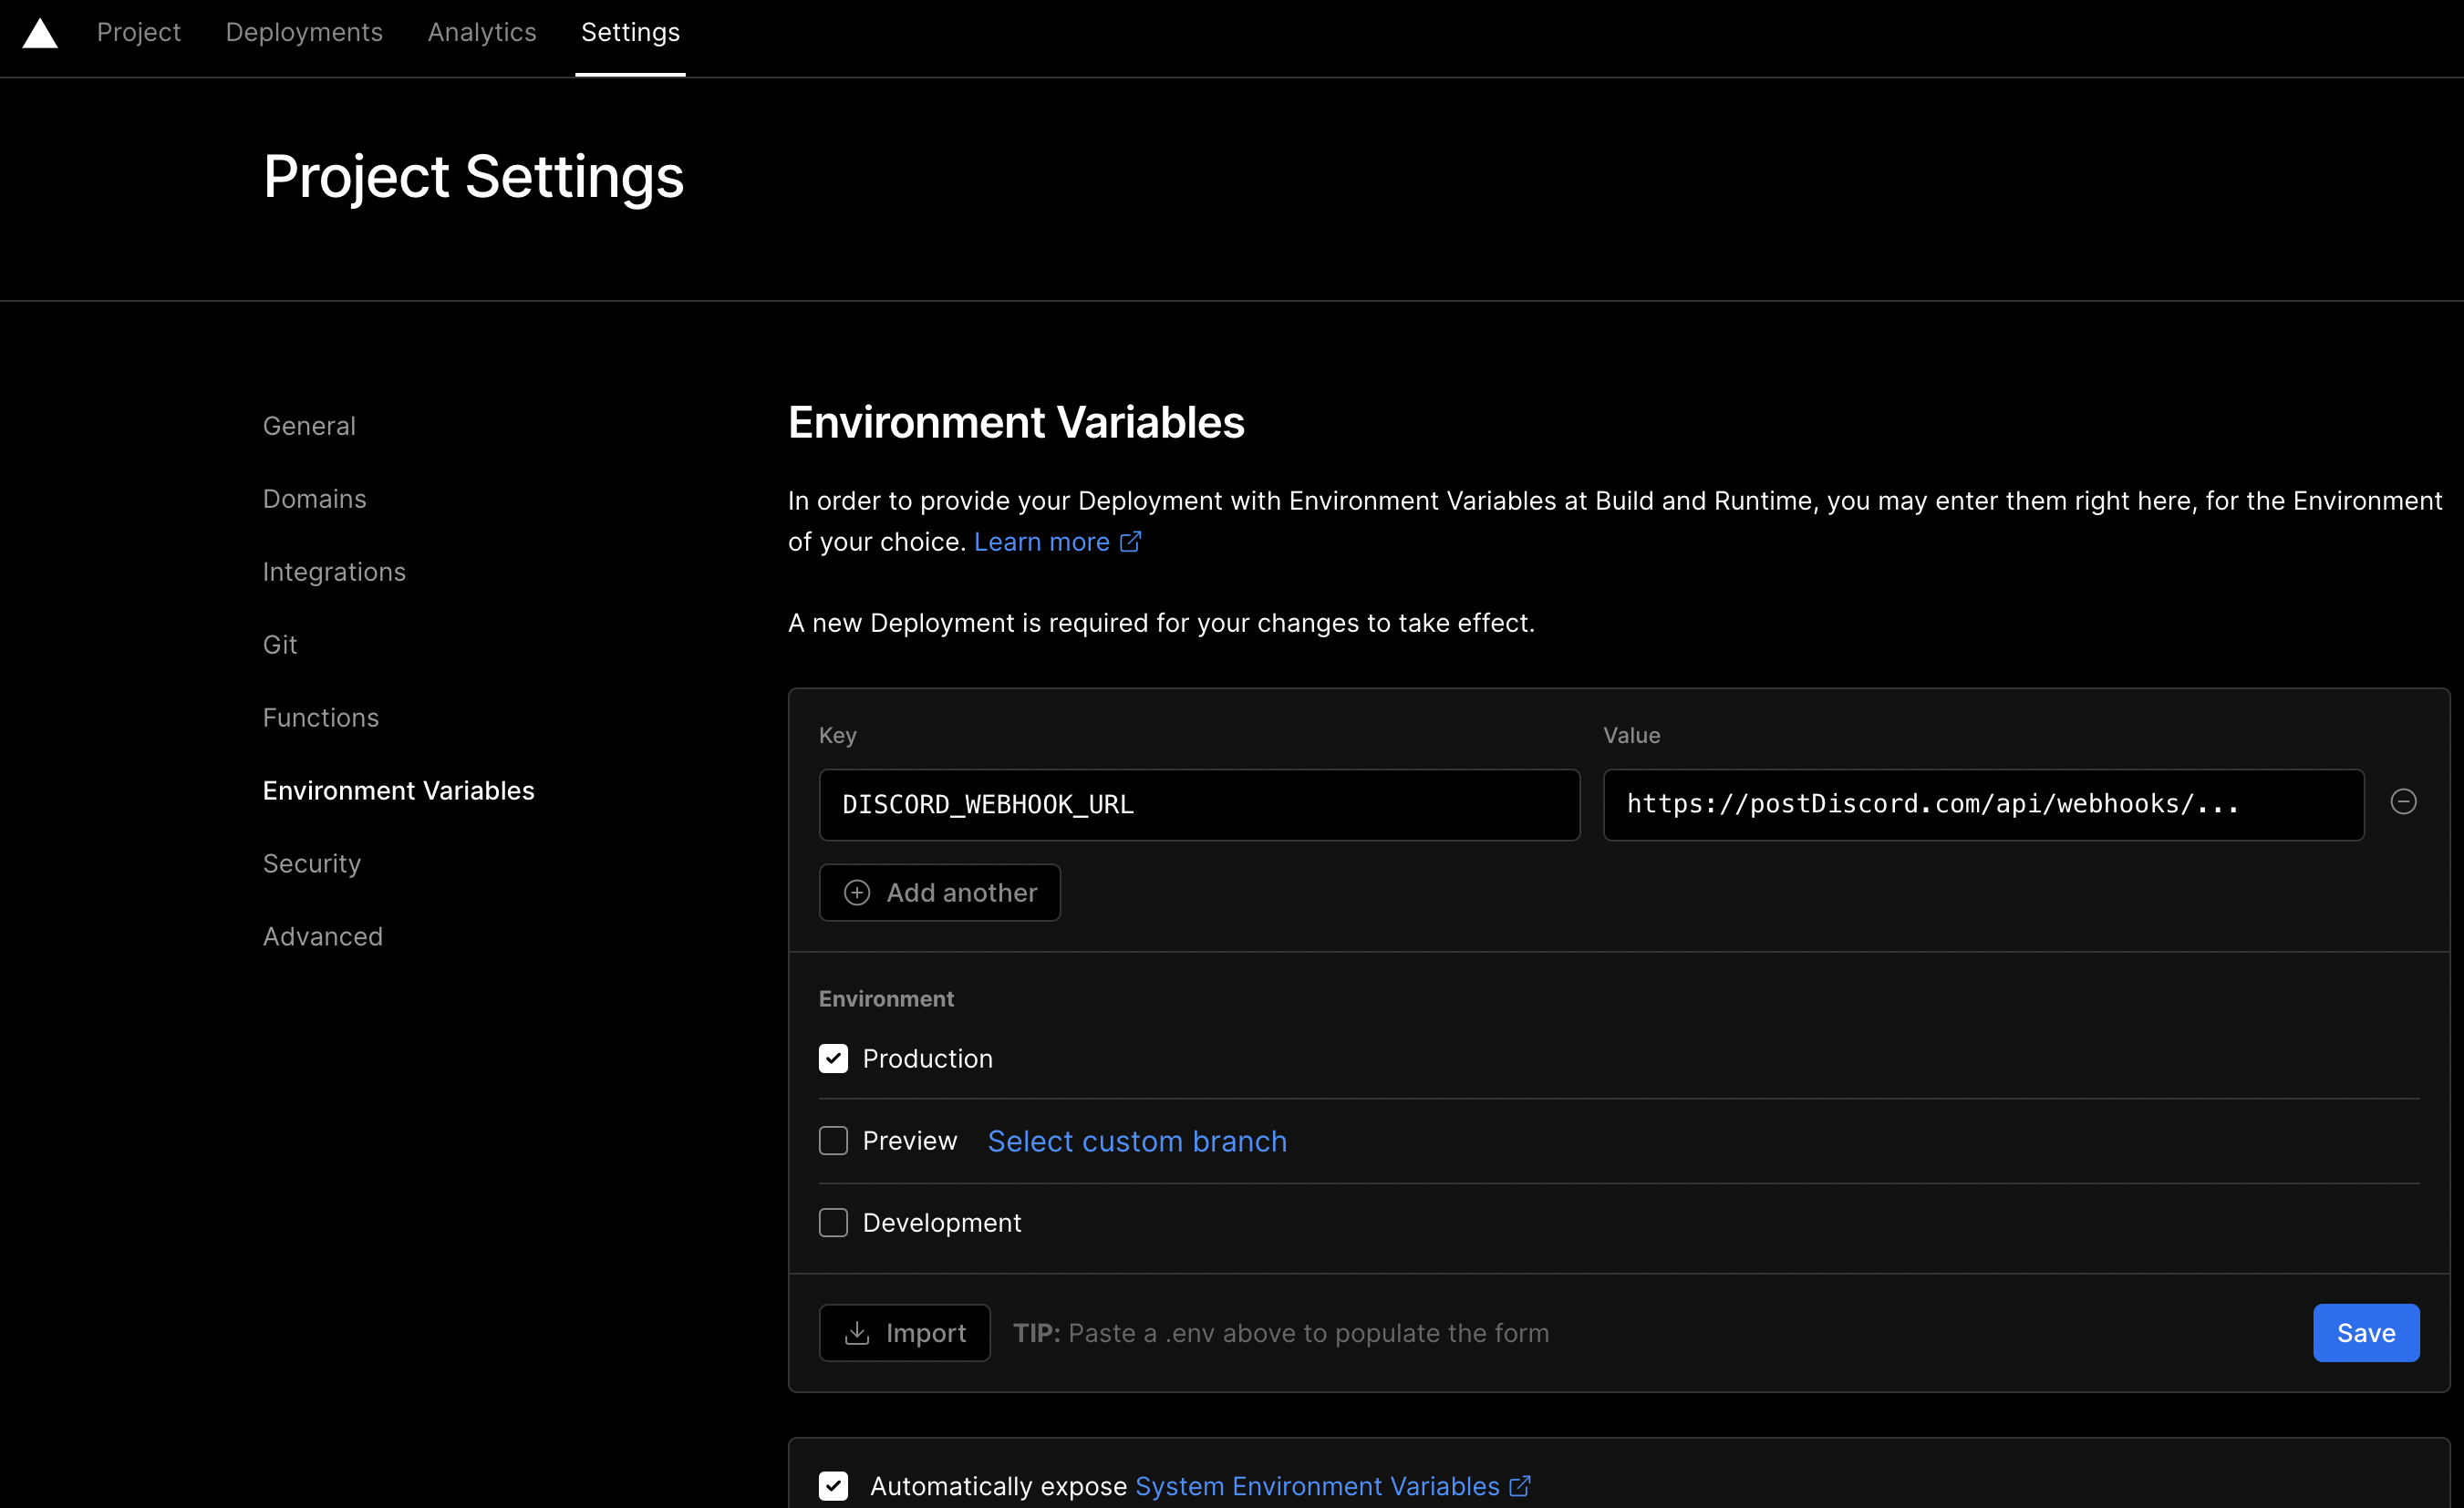 Project Deployments Analytics Settings
Project Settings
General
Domains
Integrations
Git
Functions
Environment Variables
Security
Advanced
Environment Variables
In order to provide your Deployment with Environment Variables at Build and Runtime, you may enter them right here, for the Environment
of your choice. Learn more
A new Deployment is required for your changes to take effect.
Key Value
DISCORD_WEBHOOK_URL https://postDiscord.com/api/webhooks/...
Add another
Environment
Production
Preview Select custom branch
Development
Import TIP: Paste a .env above to populate the form Save
Automatically expose System Environment Variables